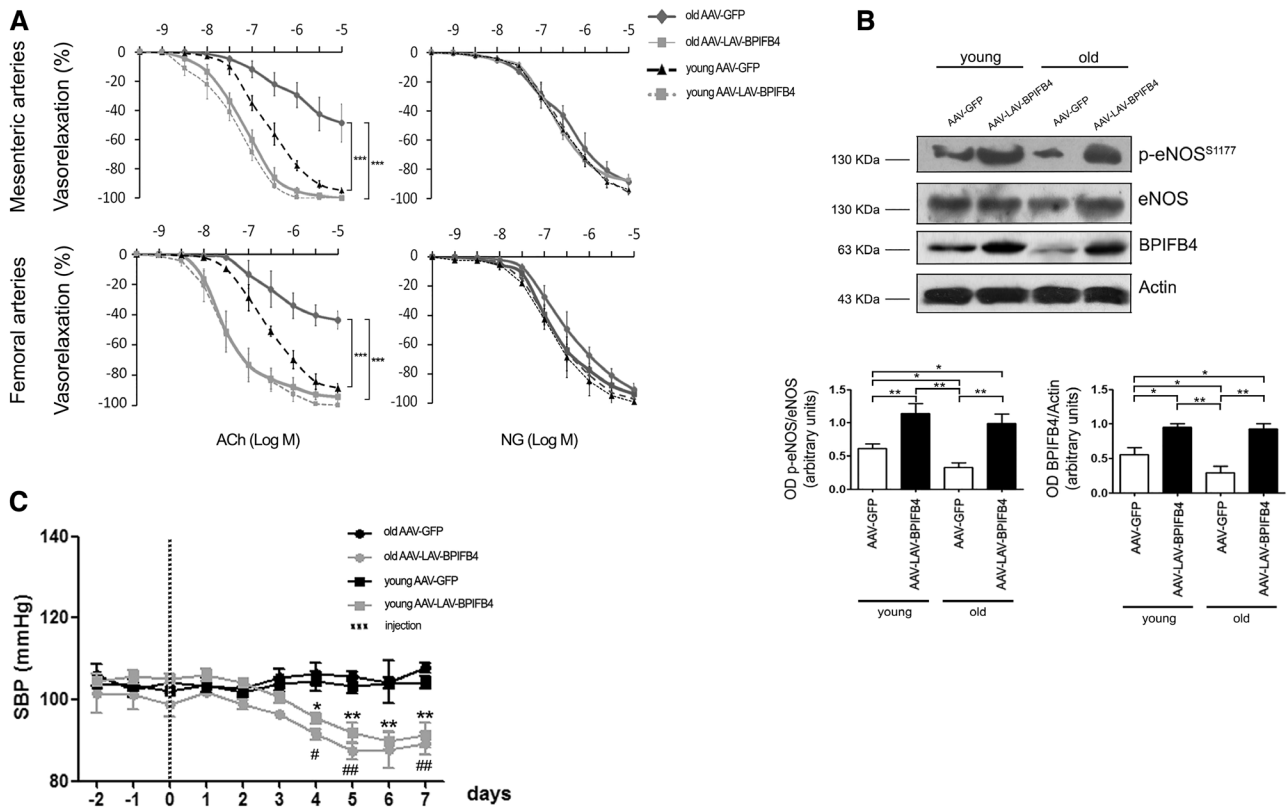 A
Mesenteric arteries
Vasorelaxation (%)
-9 -8 -7 -6 -5
0
-20
-40
-60
-80
-100
*** ***
-9 -8 -7 -6 -5
0
-20
-40
-60
-80
-100
old AAV-GFP
old AAV-LAV-BPIFB4
young AAV-GFP
young AAV-LAV-BPIFB4
Femoral arteries
Vasorelaxation (%)
-9 -8 -7 -6 -5
0
-20
-40
-60
-80
-100
*** ***
ACh (Log M)
-9 -8 -7 -6 -5
0
-20
-40
-60
-80
-100
NG (Log M)
B
young old
AAV-GFP AAV-LAV-BPIFB4 AAV-GFP AAV-LAV-BPIFB4
130 KDa p-eNOSS1177
130 KDa eNOS
63 KDa BPIFB4
43 KDa Actin
OD p-eNOS/eNOS
(arbitrary units)
2.0
1.5
1.0
0.5
0.0
*
*
** ** **
AAV-GFP AAV-LAV-BPIFB4 AAV-GFP AAV-LAV-BPIFB4
young old
OD BPIFB4/Actin
(arbitrary units)
1.5
1.0
0.5
0.0
*
*
* ** **
AAV-GFP AAV-LAV-BPIFB4 AAV-GFP AAV-LAV-BPIFB4
young old
C
SBP (mmHg)
140
120
100
80
old AAV-GFP
old AAV-LAV-BPIFB4
young AAV-GFP
young AAV-LAV-BPIFB4
injection
* ** ** **
# ## ##
-2 -1 0 1 2 3 4 5 6 7 days